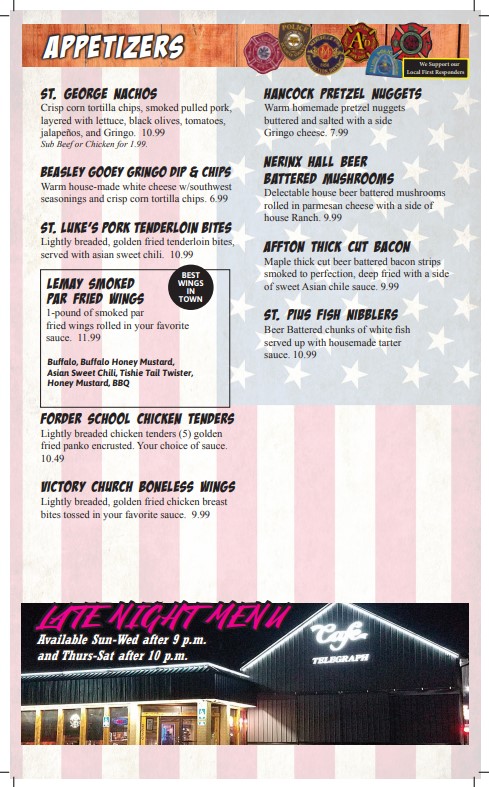 APPETIZERS
POLICE
We Support our
Local First Responders
ST. GEORGE NACHOS
Crisp corn tortilla chips, smoked pulled pork,
layered with lettuce, black olives, tomatoes,
jalapeños, and Gringo.  10.99
Sub Beef or Chicken for 1.99.
BEASLEY GOOEY GRINGO DIP & CHIPS
Warm house-made white cheese w/southwest
seasonings and crisp corn tortilla chips. 6.99
ST. LUKE'S PORK TENDERLOIN BITES
Lightly breaded, golden fried tenderloin bites,
served with asian sweet chili.  10.99
LEMAY SMOKED
PAR FRIED WINGS
BEST
WINGS
IN
TOWN
1-pound of smoked par
fried wings rolled in your favorite
sauce.  11.99
Buffalo, Buffalo Honey Mustard,
Asian Sweet Chili, Tishie Tail Twister,
Honey Mustard, BBQ
FORDER SCHOOL CHICKEN TENDERS
Lightly breaded chicken tenders (5) golden
fried panko encrusted. Your choice of sauce.
10.49
VICTORY CHURCH BONELESS WINGS
Lightly breaded, golden fried chicken breast
bites tossed in your favorite sauce.  9.99
HANCOCK PRETZEL NUGGETS
Warm homemade pretzel nuggets
buttered and salted with a side
Gringo cheese. 7.99
NERINX HALL BEER
BATTERED MUSHROOMS
Delectable house beer battered mushrooms
rolled in parmesan cheese with a side of
house Ranch. 9.99
AFFTON THICK CUT BACON
Maple thick cut beer battered bacon strips
smoked to perfection, deep fried with a side
of sweet Asian chile sauce. 9.99
ST. PIUS FISH NIBBLERS
Beer Battered chunks of white fish
served up with housemade tarter
sauce. 10.99
LATE NIGHT MENU
Available Sun-Wed after 9 p.m.
and Thurs-Sat after 10 p.m.
Cafe
TELEGRAPH